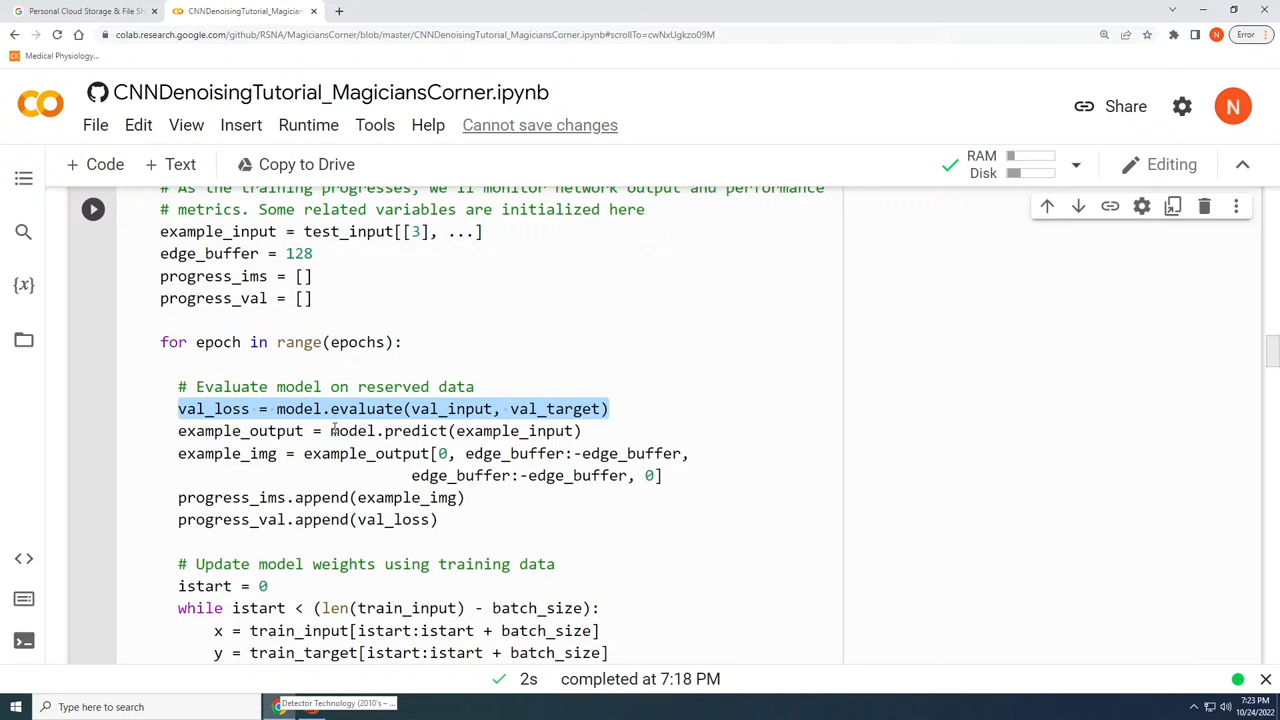 Personal Cloud Storage & File Sh
CNNDenoisingTutorial_Magician
colab.research.google.com/github/RSNA/MagiciansCorner/blob/master/CNNDenoisingTutorial_MagiciansCorner.ipynb#scrollTo=cwNxUgkzo09M
N
Error
Medical Physiology...
CNNDenoisingTutorial_MagiciansCorner.ipynb
File Edit View Insert Runtime Tools Help Cannot save changes
Share
N
+ Code + Text Copy to Drive
RAM
Disk
Editing
# As the training progresses, we'll monitor network output and performance
# metrics. Some related variables are initialized here
example_input = test_input[[3], ...]
edge_buffer = 128
progress_ims = []
progress_val = []
for epoch in range(epochs):
# Evaluate model on reserved data
val_loss = model.evaluate(val_input, val_target)
example_output = model.predict(example_input)
example_img = example_output[0, edge_buffer:-edge_buffer,
edge_buffer:-edge_buffer, 0]
progress_ims.append(example_img)
progress_val.append(val_loss)
# Update model weights using training data
istart = 0
while istart < (len(train_input) - batch_size):
x = train_input[istart:istart + batch_size]
y = train_target[istart:istart + batch_size]
{x}
2s completed at 7:18 PM
Type here to search
Detector Technology (2010's – ...
7:23 PM
10/24/2022